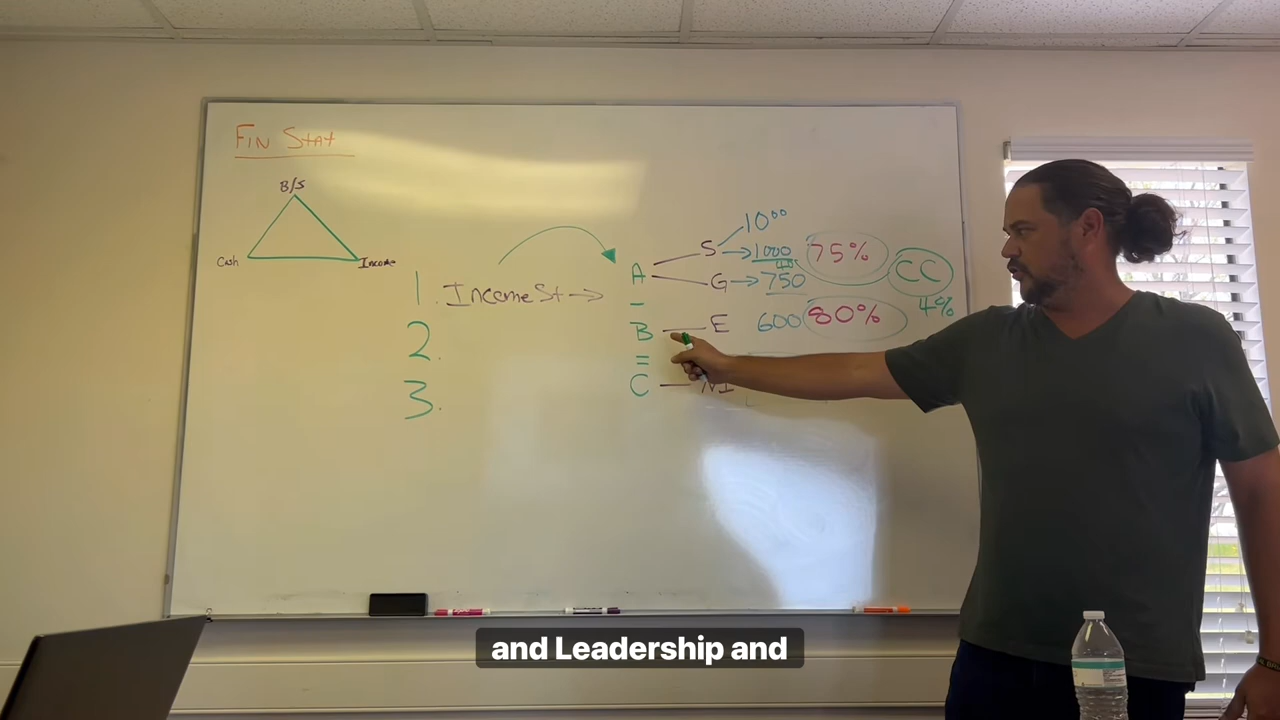 FIN Stat
B/S
Cash
Income
1. Income St →
2.
3.
A
S
10⁰⁰
→ 1000
75%
G → 750
CC
4%
-
B — E
600
80%
=
C — NI
and Leadership and